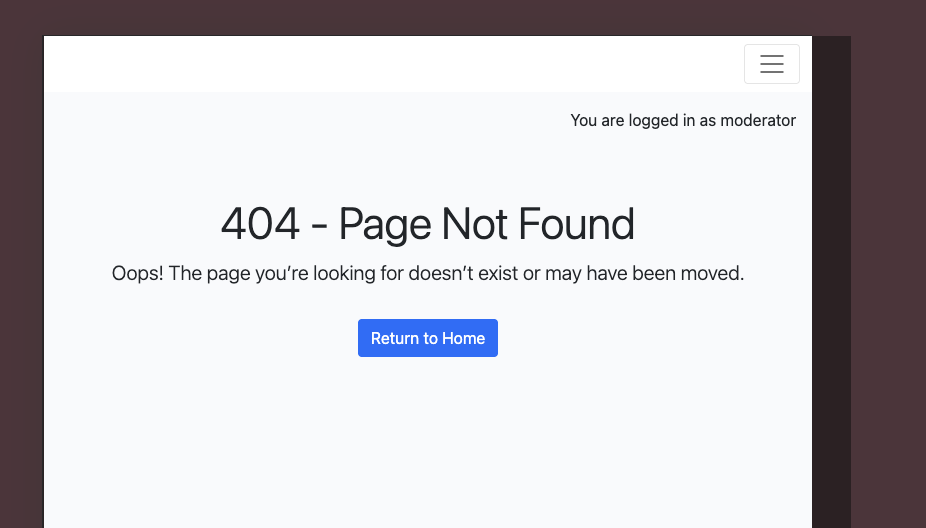 You are logged in as moderator
404 - Page Not Found
Oops! The page you’re looking for doesn’t exist or may have been moved.
Return to Home